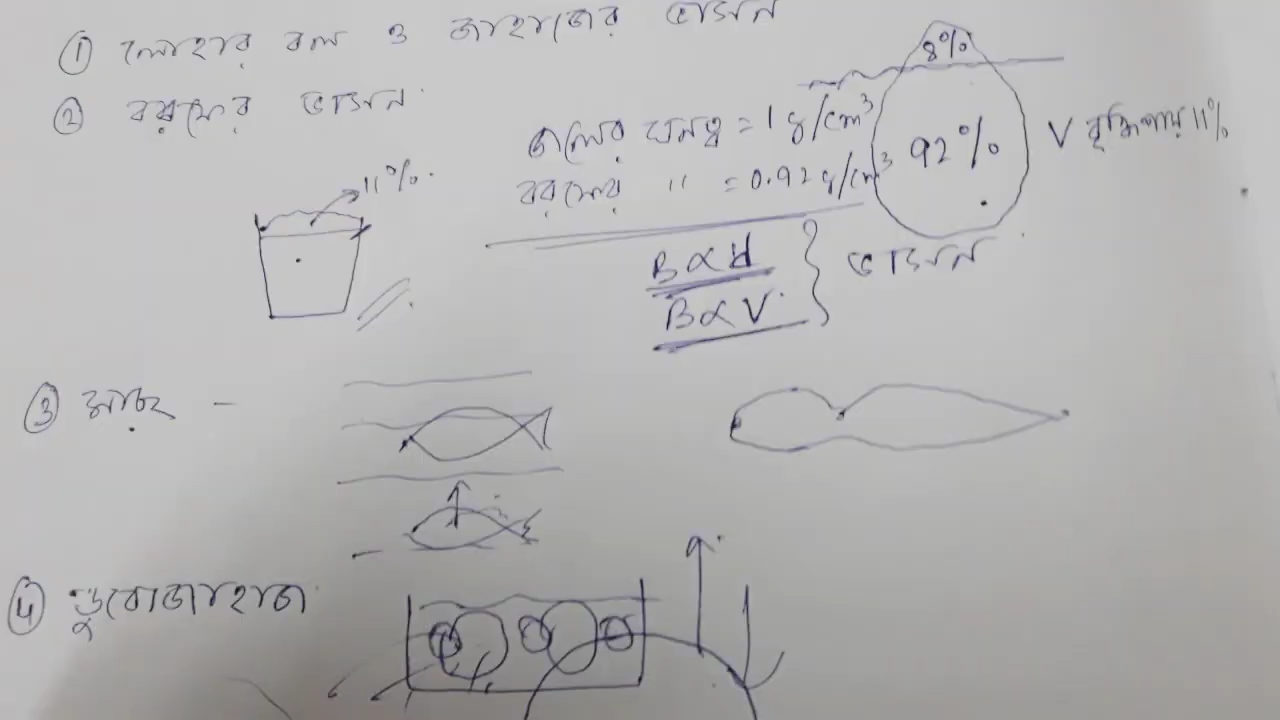 ① লোহার বল ও জাহাজের ভাসন
② বরফের ভাসন
8%
জলের ঘনত্ব = 1 g/cm³
92%
V বৃদ্ধিপায় 11%
11%
বরফের " = 0.92 g/cm³
B∝d
B∝V
ভাসন
③ মাছ –
④ ডুবোজাহাজ